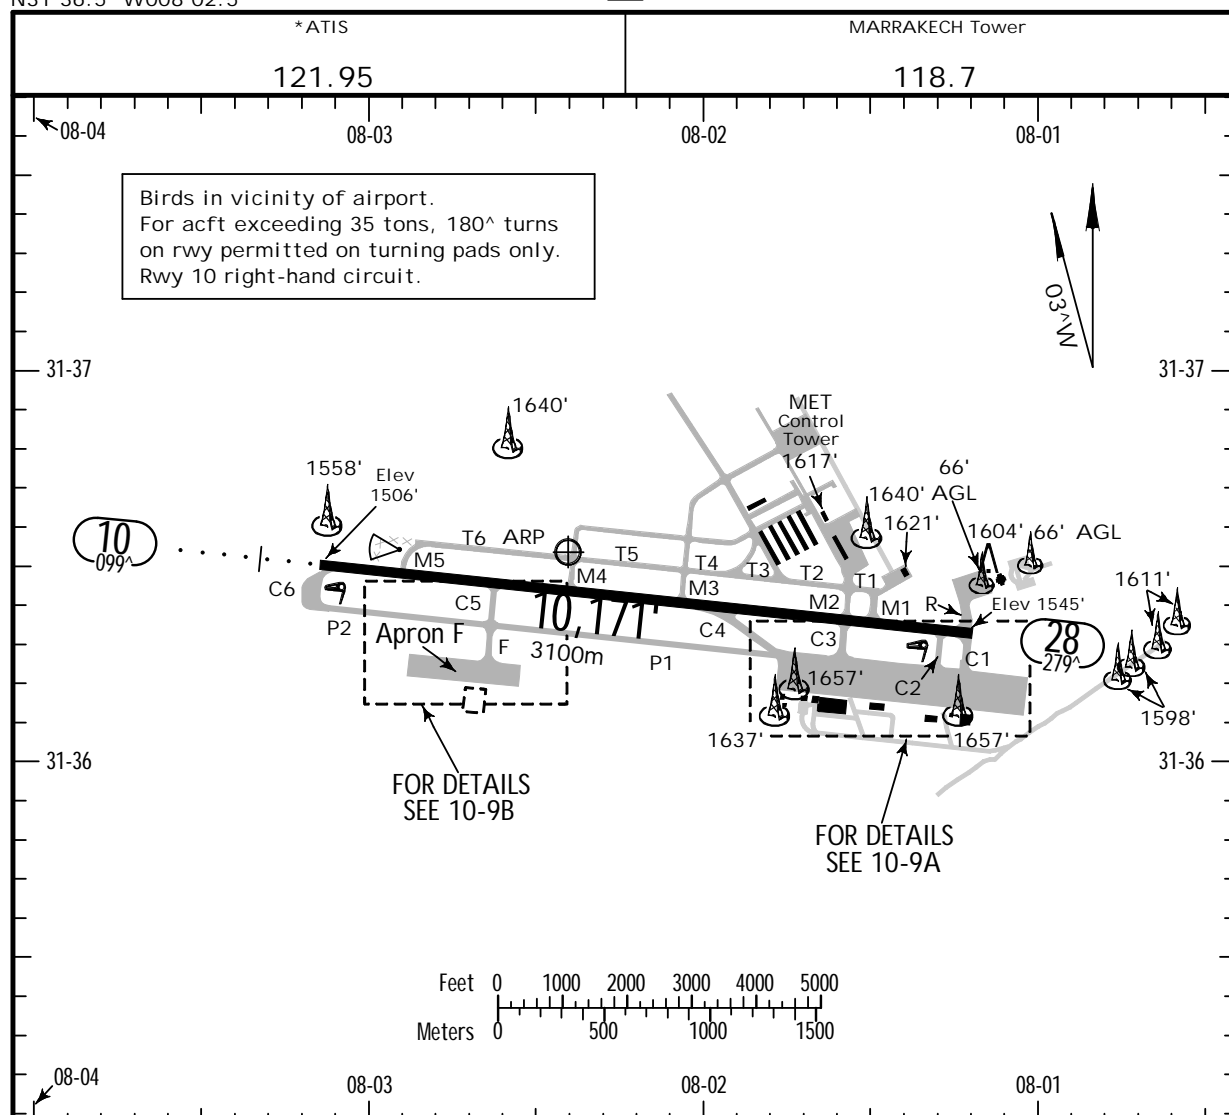 *ATIS
121.95
MARRAKECH Tower
118.7
08-04
08-03
08-02
08-01
Birds in vicinity of airport.
For acft exceeding 35 tons, 180^ turns
on rwy permitted on turning pads only.
Rwy 10 right-hand circuit.
03^W
31-37
31-37
1640'
MET
Control
Tower
1617'
1558'
Elev
1506'
66'
AGL
1640'
1621'
1604'
66' AGL
1611'
10
099^
T6
ARP
T5
T4
T3
T2
T1
M5
M4
M3
M2
M1
R
Elev 1545'
C6
C5
10,171'
3100m
C4
C3
C2
C1
28
279^
P2
Apron F
F
P1
1657'
1598'
1637'
1657'
31-36
31-36
FOR DETAILS
SEE 10-9B
FOR DETAILS
SEE 10-9A
Feet 0 1000 2000 3000 4000 5000
Meters 0 500 1000 1500
08-04
08-03
08-02
08-01